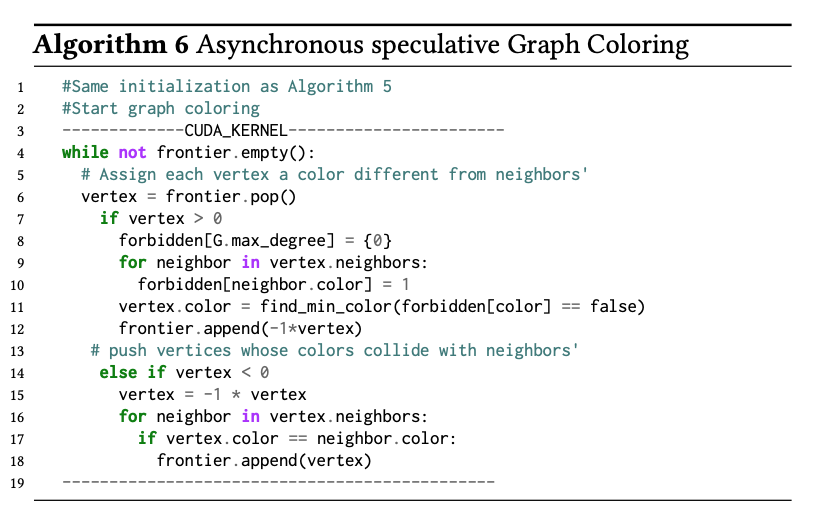 Algorithm 6 Asynchronous speculative Graph Coloring
1 #Same initialization as Algorithm 5
2 #Start graph coloring
3 -------------CUDA_KERNEL-----------------------
4 while not frontier.empty():
5 # Assign each vertex a color different from neighbors'
6 vertex = frontier.pop()
7 if vertex > 0
8 forbidden[G.max_degree] = {0}
9 for neighbor in vertex.neighbors:
10 forbidden[neighbor.color] = 1
11 vertex.color = find_min_color(forbidden[color] == false)
12 frontier.append(-1*vertex)
13 # push vertices whose colors collide with neighbors'
14 else if vertex < 0
15 vertex = -1 * vertex
16 for neighbor in vertex.neighbors:
17 if vertex.color == neighbor.color:
18 frontier.append(vertex)
19 ----------------------------------------------